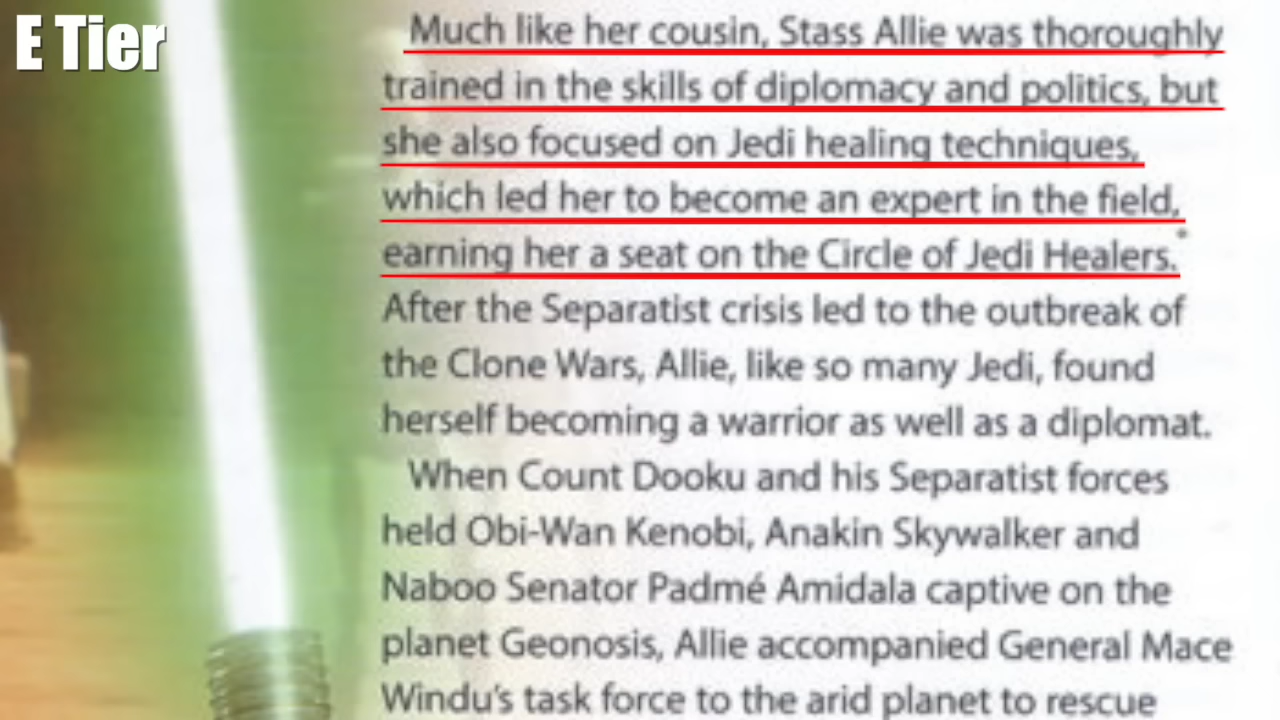 E Tier
Much like her cousin, Stass Allie was thoroughly
trained in the skills of diplomacy and politics, but
she also focused on Jedi healing techniques,
which led her to become an expert in the field,
earning her a seat on the Circle of Jedi Healers.*
After the Separatist crisis led to the outbreak of
the Clone Wars, Allie, like so many Jedi, found
herself becoming a warrior as well as a diplomat.
When Count Dooku and his Separatist forces
held Obi-Wan Kenobi, Anakin Skywalker and
Naboo Senator Padmé Amidala captive on the
planet Geonosis, Allie accompanied General Mace
Windu's task force to the arid planet to rescue